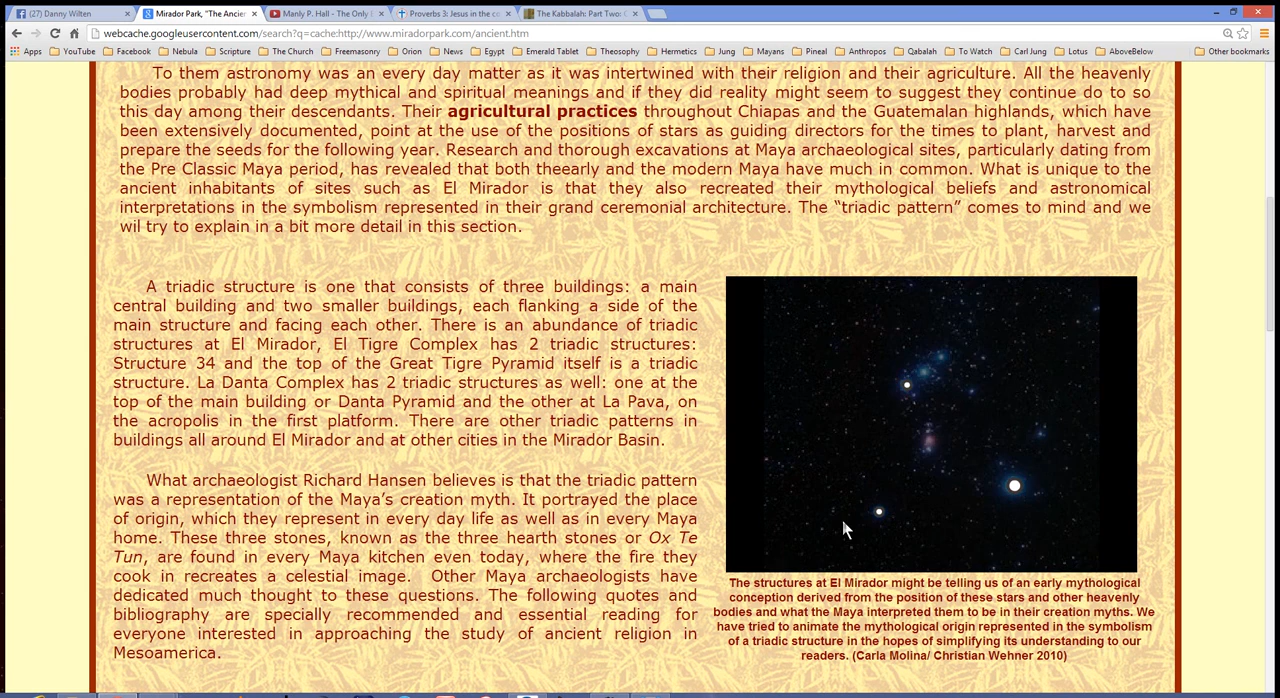 (27) Danny Wilten
Mirador Park, "The Ancien
Manly P. Hall - The Only
Proverbs 3: Jesus in the ca
The Kabbalah: Part Two:
webcache.googleusercontent.com/search?q=cache:http://www.miradorpark.com/ancient.htm
Apps YouTube Facebook Nebula Scripture The Church Freemasonry Orion News Egypt Emerald Tablet Theosophy Hermetics Jung Mayans Pineal Anthropos Qabalah To Watch Carl Jung Lotus AboveBelow Other bookmarks
To them astronomy was an every day matter as it was intertwined with their religion and their agriculture. All the heavenly
bodies probably had deep mythical and spiritual meanings and if they did reality might seem to suggest they continue do to so
this day among their descendants. Their agricultural practices throughout Chiapas and the Guatemalan highlands, which have
been extensively documented, point at the use of the positions of stars as guiding directors for the times to plant, harvest and
prepare the seeds for the following year. Research and thorough excavations at Maya archaeological sites, particularly dating from
the Pre Classic Maya period, has revealed that both theearly and the modern Maya have much in common. What is unique to the
ancient inhabitants of sites such as El Mirador is that they also recreated their mythological beliefs and astronomical
interpretations in the symbolism represented in their grand ceremonial architecture. The “triadic pattern” comes to mind and we
wil try to explain in a bit more detail in this section.
A triadic structure is one that consists of three buildings: a main
central building and two smaller buildings, each flanking a side of the
main structure and facing each other. There is an abundance of triadic
structures at El Mirador, El Tigre Complex has 2 triadic structures:
Structure 34 and the top of the Great Tigre Pyramid itself is a triadic
structure. La Danta Complex has 2 triadic structures as well: one at the
top of the main building or Danta Pyramid and the other at La Pava, on
the acropolis in the first platform. There are other triadic patterns in
buildings all around El Mirador and at other cities in the Mirador Basin.
What archaeologist Richard Hansen believes is that the triadic pattern
was a representation of the Maya’s creation myth. It portrayed the place
of origin, which they represent in every day life as well as in every Maya
home. These three stones, known as the three hearth stones or Ox Te
Tun, are found in every Maya kitchen even today, where the fire they
cook in recreates a celestial image. Other Maya archaeologists have
dedicated much thought to these questions. The following quotes and
bibliography are specially recommended and essential reading for
everyone interested in approaching the study of ancient religion in
Mesoamerica.
The structures at El Mirador might be telling us of an early mythological
conception derived from the position of these stars and other heavenly
bodies and what the Maya interpreted them to be in their creation myths. We
have tried to animate the mythological origin represented in the symbolism
of a triadic structure in the hopes of simplifying its understanding to our
readers. (Carla Molina/ Christian Wehner 2010)